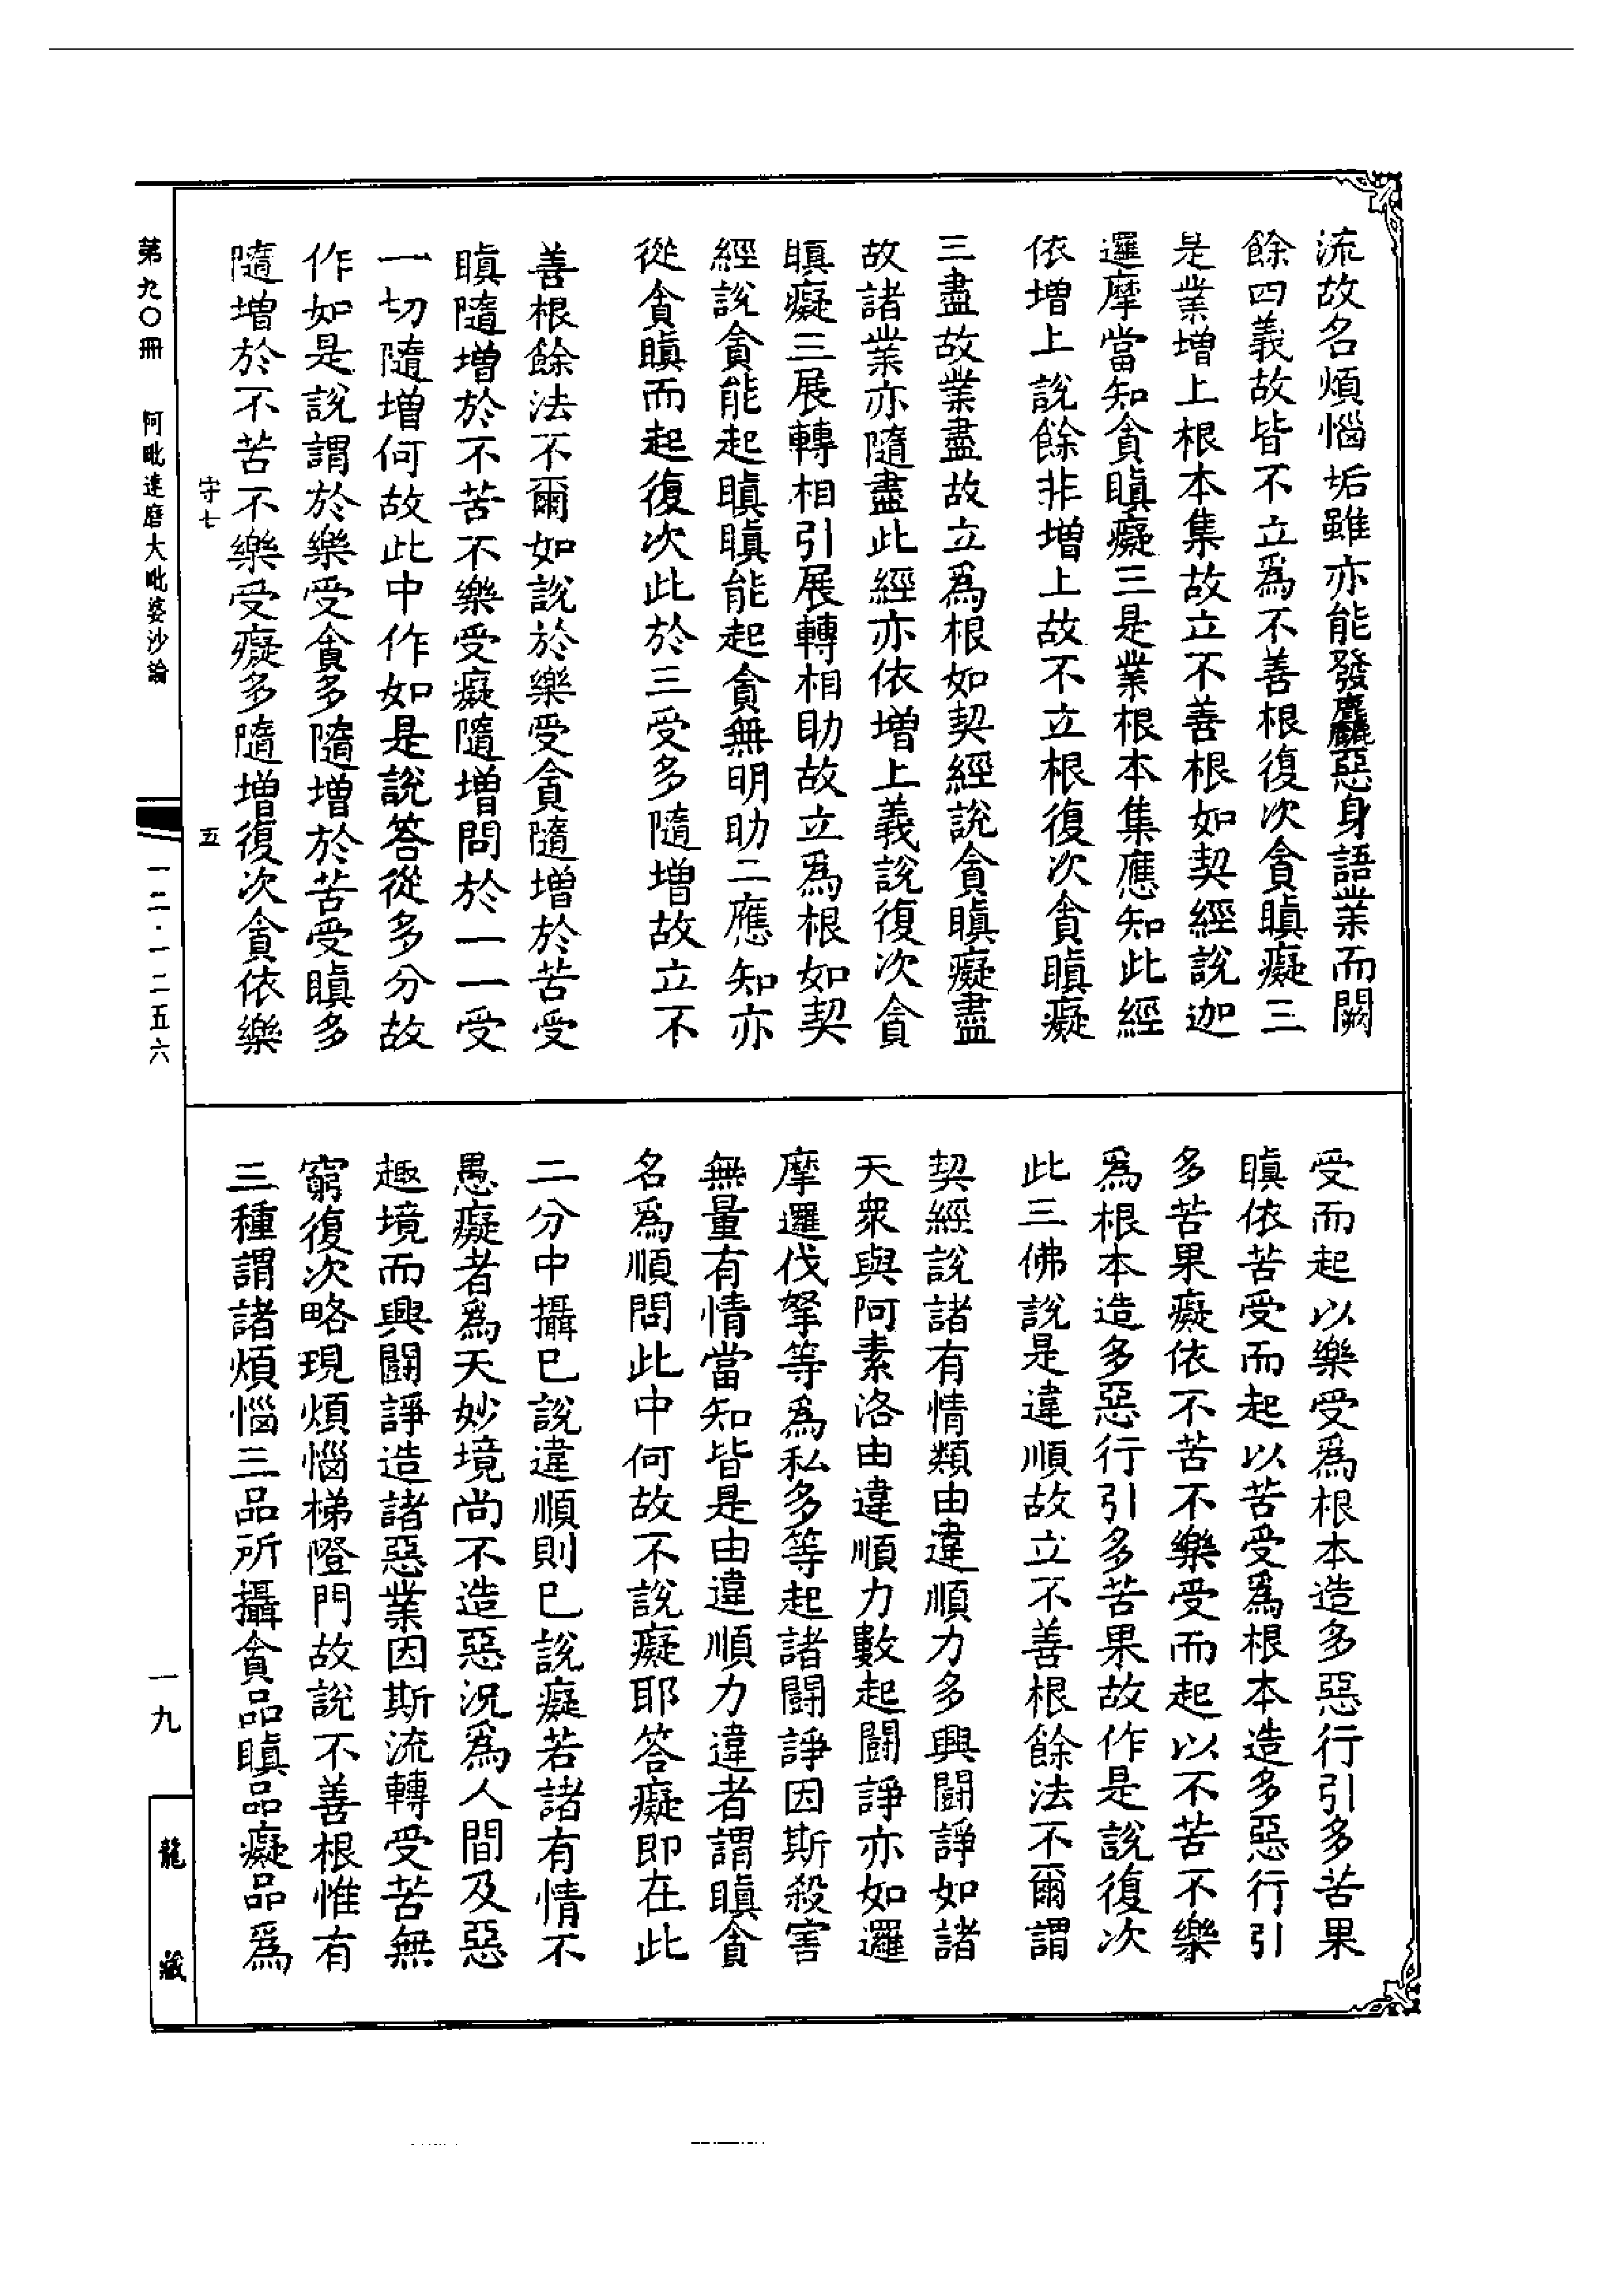 流故名煩惱垢雖亦能發麤惡身語業而闕
餘四義故皆不立爲不善根復次貪瞋癡三
是業增上根本集故立不善根如契經說迦
邏摩當知貪瞋癡三是業根本集應知此經
依增上說餘非增上故不立根復次貪瞋癡
三盡故業盡故立爲根如契經說貪瞋癡盡
故諸業亦隨盡此經亦依增上義說復次貪
瞋癡三展轉相引展轉相助故立爲根如契
經說貪能起瞋瞋能起貪無明助二應知亦
從貪瞋而起復次此於三受多隨增故立不
善根餘法不爾如說於樂受貪隨增於苦受
瞋隨增於不苦不樂受癡隨增問於一一受
一切隨增何故此中作如是說答從多分故
作如是說謂於樂受貪多隨增於苦受瞋多
隨增於不苦不樂受癡多隨增復次貪依樂
守七 五
受而起以樂受爲根本造多惡行引多苦果
瞋依苦受而起以苦受爲根本造多惡行引
多苦果癡依不苦不樂受而起以不苦不樂
爲根本造多惡行引多苦果故作是說復次
此三佛說是違順故立不善根餘法不爾謂
契經說諸有情類由違順力多興鬪諍如諸
天衆與阿素洛由違順力數起鬪諍亦如邏
摩邏伐拏等爲私多等起諸鬪諍因斯殺害
無量有情當知皆是由違順力違者謂瞋貪
名爲順問此中何故不說癡耶答癡即在此
二分中攝已說違順則已說癡若諸有情不
愚癡者爲天妙境尚不造惡況爲人間及惡
趣境而興鬪諍造諸惡業因斯流轉受苦無
窮復次略現煩惱梯隥門故說不善根惟有
三種謂諸煩惱三品所攝貪品瞋品癡品爲
第九〇冊 阿毗達磨大毗婆沙論
一二·一二五六
一九
龍藏